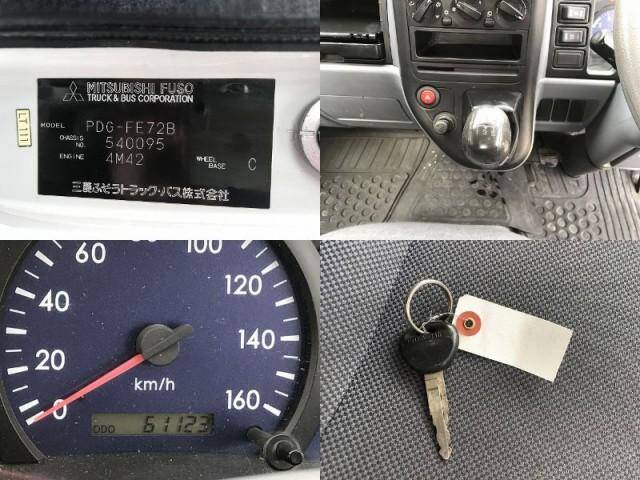 MITSUBISHI FUSO
TRUCK & BUS CORPORATION
MODEL PDG-FE72B
CHASSIS NO. 540095
ENGINE 4M42 WHEEL BASE C
三菱ふそうトラック・バス株式会社
0 20 40 60 80 100 120 140 160
km/h
ODO 61123